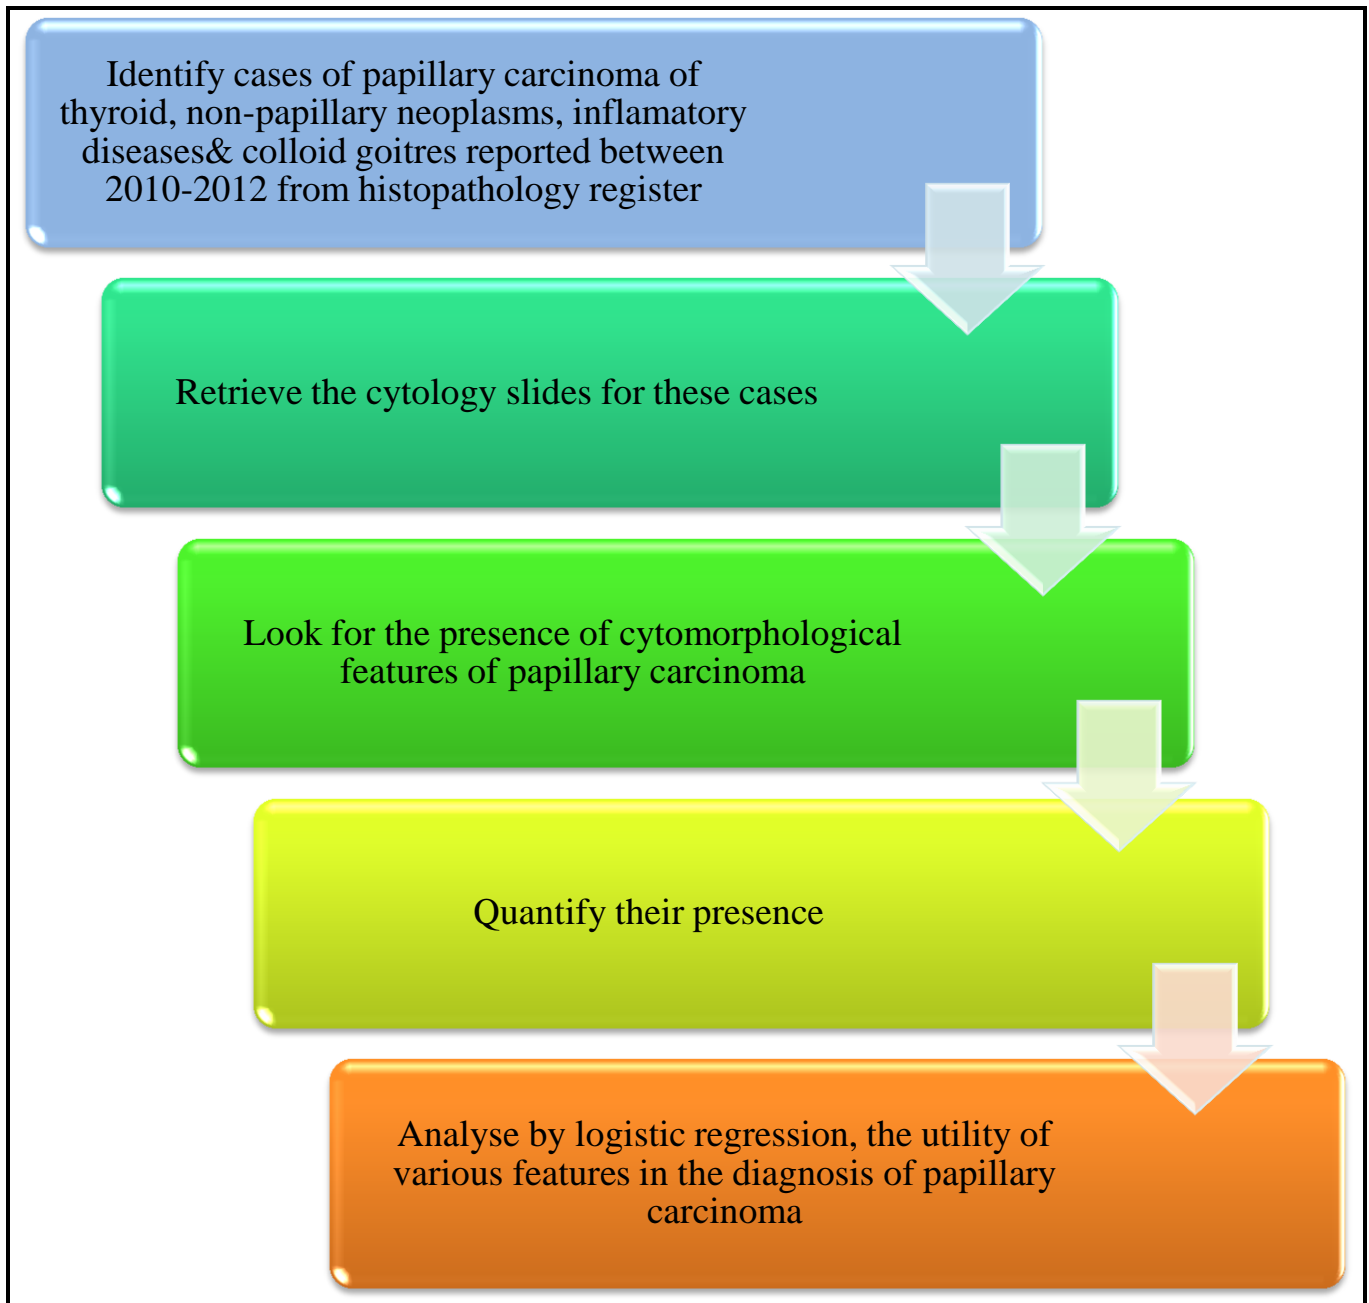 Identify cases of papillary carcinoma of
thyroid, non-papillary neoplasms, inflamatory
diseases& colloid goitres reported between
2010-2012 from histopathology register
Retrieve the cytology slides for these cases
Look for the presence of cytomorphological
features of papillary carcinoma
Quantify their presence
Analyse by logistic regression, the utility of
various features in the diagnosis of papillary
carcinoma